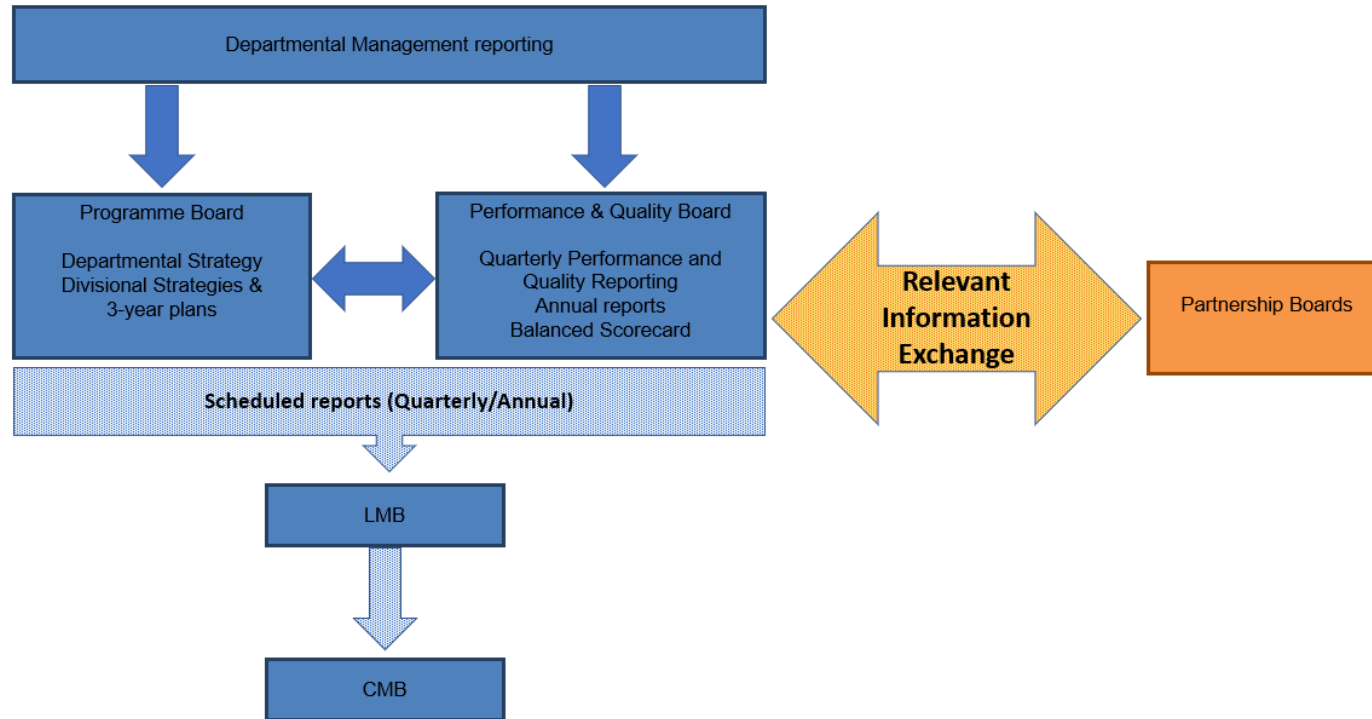 Departmental Management reporting
Programme Board
Departmental Strategy
Divisional Strategies &
3-year plans
Performance & Quality Board
Quarterly Performance and
Quality Reporting
Annual reports
Balanced Scorecard
Relevant
Information
Exchange
Partnership Boards
Scheduled reports (Quarterly/Annual)
LMB
CMB